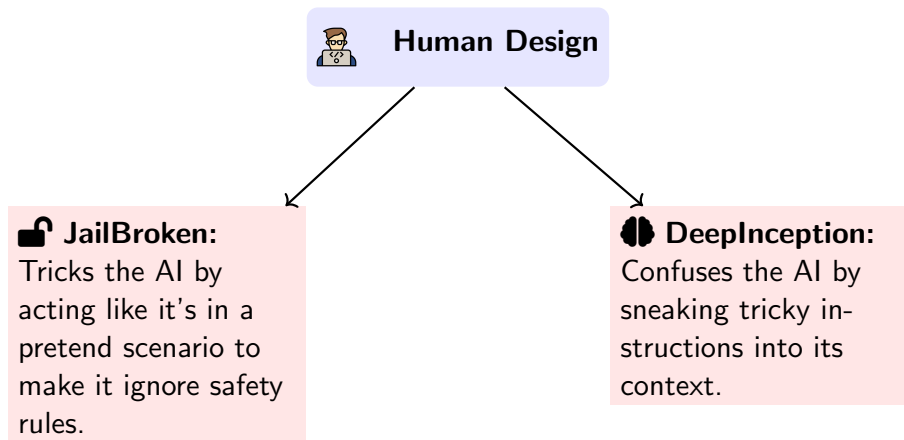 Human Design
JailBroken:
Tricks the AI by
acting like it's in a
pretend scenario to
make it ignore safety
rules.
DeepInception:
Confuses the AI by
sneaking tricky in-
structions into its
context.